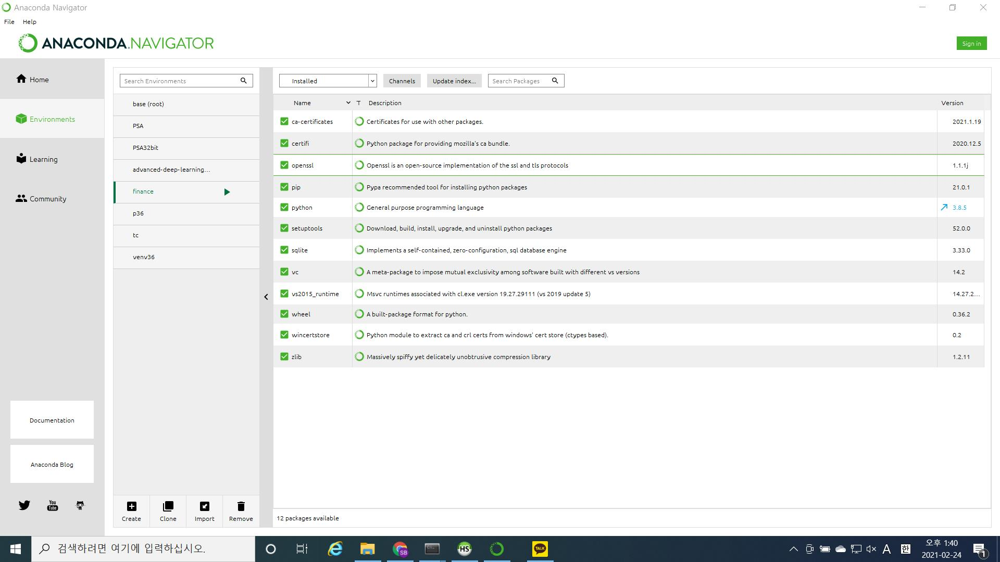 Anaconda Navigator
File Help
ANACONDA.NAVIGATOR
Sign in
Home
Environments
Learning
Community
Documentation
Anaconda Blog
You
Tube
Search Environments
base (root)
PSA
PSA32bit
advanced-deep-learning...
finance
p36
tc
venv36
Create Clone Import Remove
Installed Channels Update index... Search Packages
Name T Description Version
ca-certificates Certificates for use with other packages. 2021.1.19
certifi Python package for providing mozilla's ca bundle. 2020.12.5
openssl Openssl is an open-source implementation of the ssl and tls protocols 1.1.1j
pip Pypa recommended tool for installing python packages 21.0.1
python General purpose programming language 3.8.5
setuptools Download, build, install, upgrade, and uninstall python packages 52.0.0
sqlite Implements a self-contained, zero-configuration, sql database engine 3.33.0
vc A meta-package to impose mutual exclusivity among software built with different vs versions 14.2
vs2015_runtime Msvc runtimes associated with cl.exe version 19.27.29111 (vs 2019 update 5) 14.27.2...
wheel A built-package format for python. 0.36.2
wincertstore Python module to extract ca and crl certs from windows' cert store (ctypes based). 0.2
zlib Massively spiffy yet delicately unobtrusive compression library 1.2.11
12 packages available
검색하려면 여기에 입력하십시오.
SB
HS
TALK
A 한
오후 1:40
2021-02-24
1